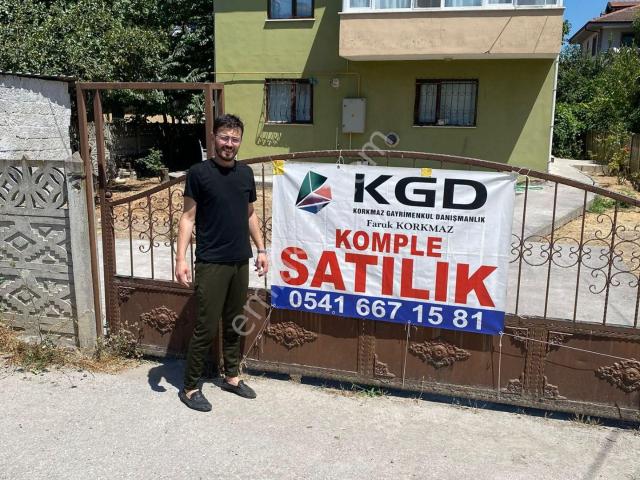 KGD
KORKMAZ GAYRİMENKUL DANIŞMANLIK
Faruk KORKMAZ
KOMPLE
SATILIK
0541 667 15 81